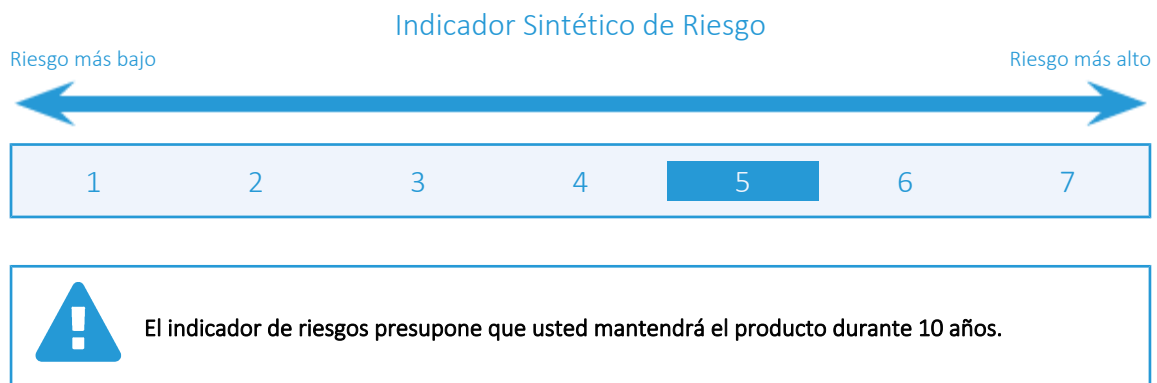 Indicador Sintético de Riesgo
Riesgo más bajo Riesgo más alto
1 2 3 4 5 6 7
El indicador de riesgos presupone que usted mantendrá el producto durante 10 años.